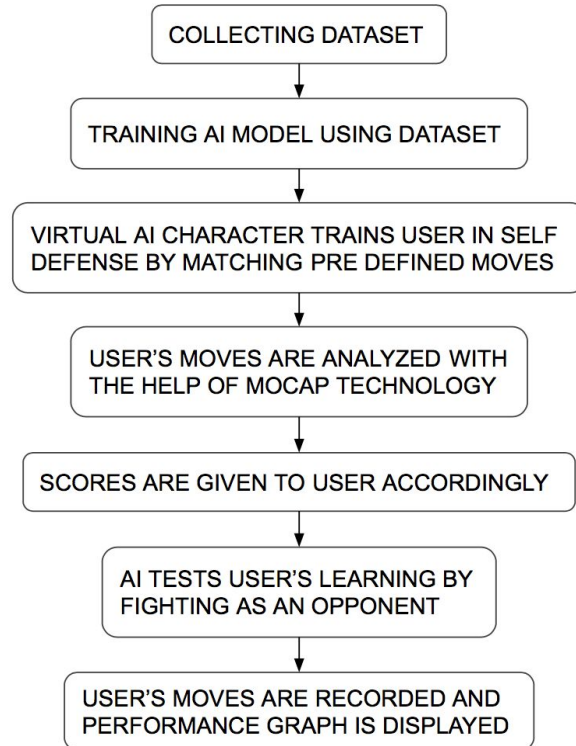 COLLECTING DATASET
TRAINING AI MODEL USING DATASET
VIRTUAL AI CHARACTER TRAINS USER IN SELF
DEFENSE BY MATCHING PRE DEFINED MOVES
USER'S MOVES ARE ANALYZED WITH
THE HELP OF MOCAP TECHNOLOGY
SCORES ARE GIVEN TO USER ACCORDINGLY
AI TESTS USER'S LEARNING BY
FIGHTING AS AN OPPONENT
USER'S MOVES ARE RECORDED AND
PERFORMANCE GRAPH IS DISPLAYED